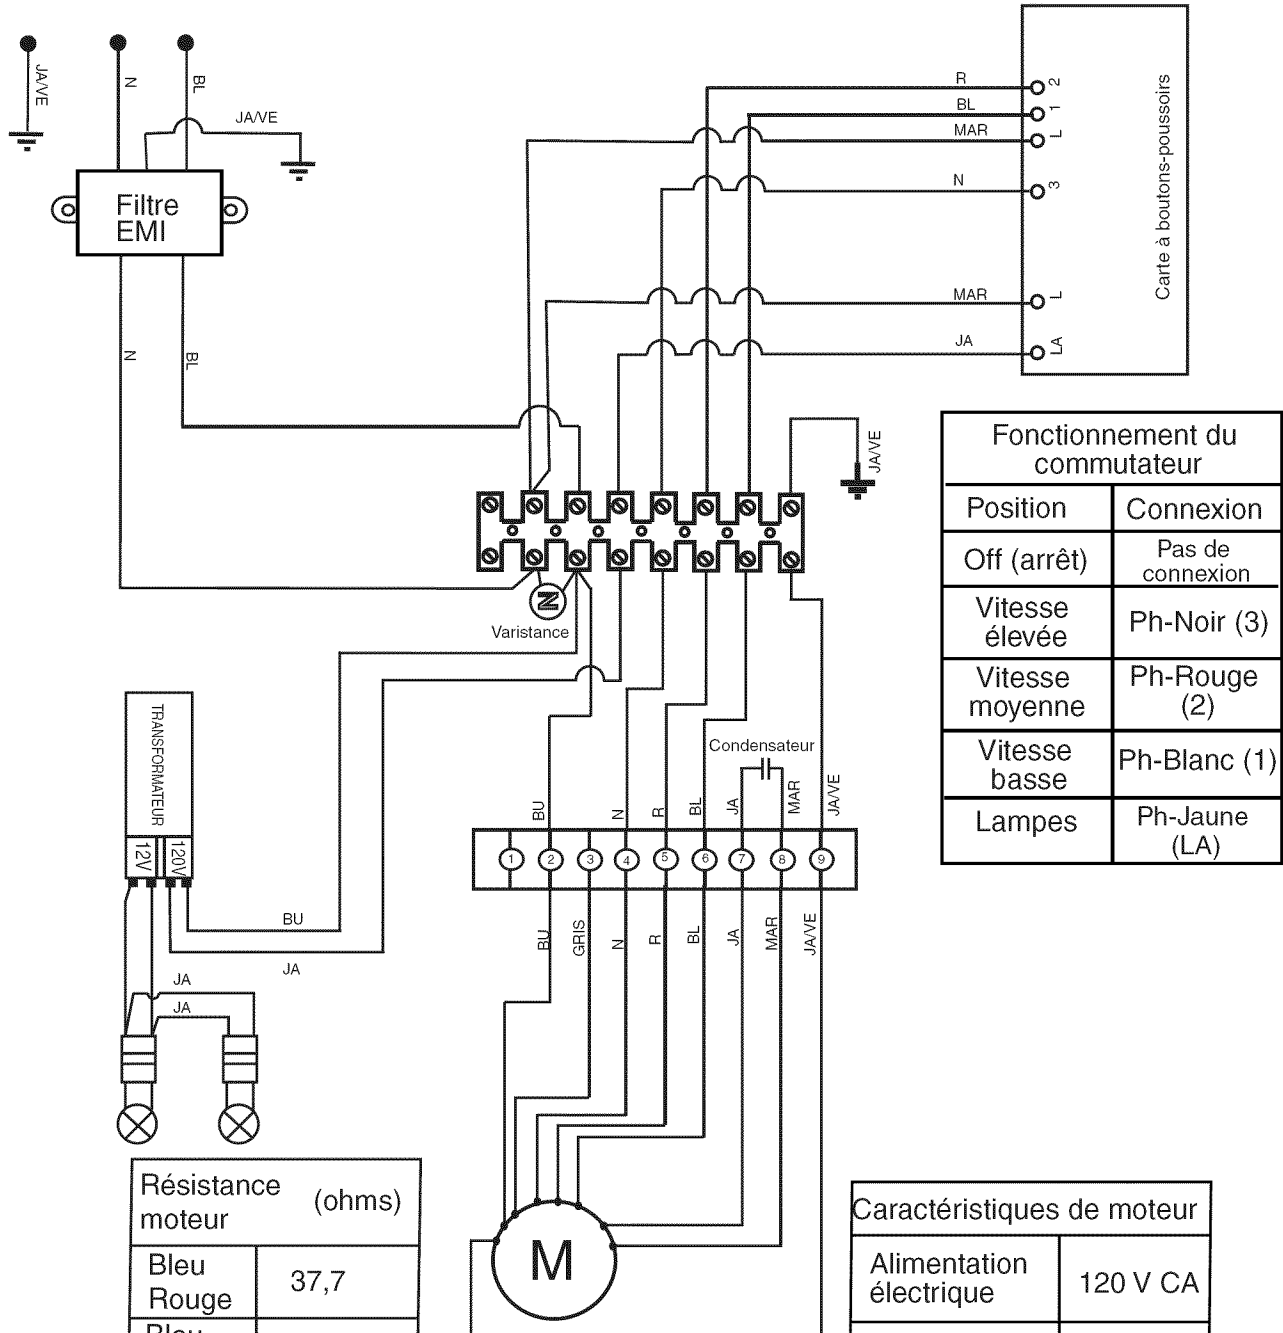 JA/VE
N
BL
JA/VE
Filtre
EMI
N
BL
R
2
BL
1
MAR
L
N
3
MAR
L
JA
LA
Carte à boutons-poussoirs
JA/VE
Fonctionnement du
commutateur
Position
Connexion
Off (arrêt)
Pas de
connexion
Vitesse
élevée
Ph-Noir (3)
Vitesse
moyenne
Ph-Rouge
(2)
Vitesse
basse
Ph-Blanc (1)
Lampes
Ph-Jaune
(LA)
Varistance
TRANSFORMATEUR
12V
120V
BU
JA
JA
JA
Condensateur
BU
N
R
BL
JA
MAR
JA/VE
1
2
3
4
5
6
7
8
9
BU
GRIS
N
R
BL
JA
MAR
JA/VE
M
Résistance
moteur
(ohms)
Bleu
Rouge
37,7
Bleu
Caractéristiques de moteur
Alimentation
électrique
120 V CA